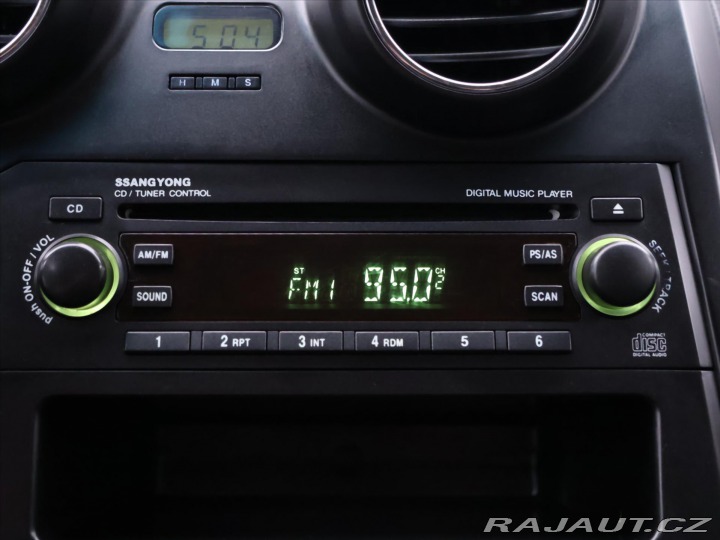 504
H M S
SSANGYONG
CD / TUNER CONTROL
DIGITAL MUSIC PLAYER
CD
push ON-OFF / VOL
AM/FM
SOUND
ST
FM1 95.0 CH 2
PS/AS
SCAN
SEEK / TRACK
1 2 RPT 3 INT 4 RDM 5 6
COMPACT
disc
DIGITAL AUDIO
RAJAUT.CZ